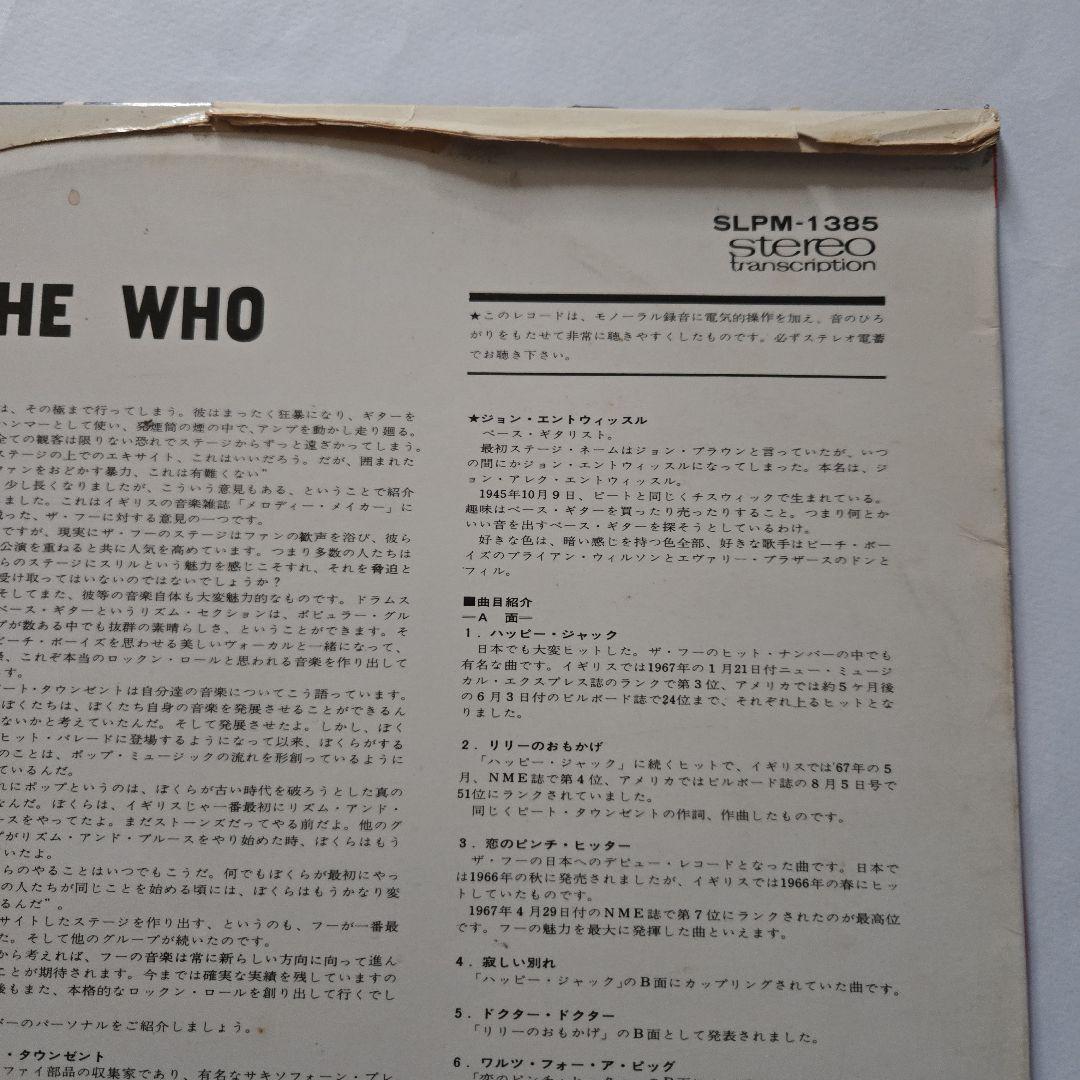 SLPM-1385
stereo
transcription
HE WHO
★このレコードは、モノーラル録音に電気的操作を加え、音のひろ
がりをもたせて非常に聴きやすくしたものです。必ずステレオ電蓄
でお聴き下さい。
は、その極まで行ってしまう。彼はまったく狂暴になり、ギターを
ハンマーとして使い、発煙筒の煙の中で、アンプを動かし走り廻る。
全ての観客は限りない恐れでステージからずっと遠ざかってしまう。
ステージの上でのエキサイト、これはいいだろう。だが、囲まれた
ファンをおどかす暴力、これは有難くない"
少し長くなりましたが、こういう意見もある、ということで紹介
ました。これはイギリスの音楽雑誌「メロディー・メイカー」に
載った、ザ・フーに対する意見の一つです。
ですが、現実にザ・フーのステージはファンの歓声を浴び、彼ら
公演を重ねると共に人気を高めています。つまり多数の人たちは
らのステージにスリルという魅力を感じこそすれ、それを脅迫と
受け取ってはいないのではないでしょうか?
そしてまた、彼等の音楽自体も大変魅力的なものです。ドラムス
ベース・ギターというリズム・セクションは、ポピュラー・グル
プが数ある中でも抜群の素晴らしさ、ということができます。そ
ビーチ・ボーイズを思わせる美しいヴォーカルと一緒になって、
、これぞ本当のロックン・ロールと思われる音楽を作り出して
す。
ート・タウンゼントは自分達の音楽についてこう語っています。
ぼくたちは、ぼくたち自身の音楽を発展させることができるん
ないかと考えていたんだ。そして発展させたよ。しかし、ぼく
ヒット・パレードに登場するようになって以来、ぼくらがする
のことは、ポップ・ミュージックの流れを形創っているように
ているんだ。
れにポップというのは、ぼくらが古い時代を破ろうとした真の
なんだ。ぼくらは、イギリスじゃ一番最初にリズム・アンド・
ースをやってたよ。まだストーンズだってやる前だよ。他のグ
プがリズム・アンド・ブルースをやり始めた時、ぼくらはもう
いたよ。
らのやることはいつでもこうだ。何でもぼくらが最初にやっ
の人たちが同じことを始める頃には、ぼくらはもうかなり変
るんだ"。
サイトしたステージを作り出す、というのも、フーが一番最
た。そして他のグループが続いたのです。
から考えれば、フーの音楽は常に新らしい方向に向って進ん
ことが期待されます。今までは確実な実績を残していますの
後もまた、本格的なロックン・ロールを創り出して行くでし
バーのパーソナルをご紹介しましょう。
・タウンゼント
ファイ部品の収集家であり、有名なサキソフォーン・プレ
★ジョン・エントウィッスル
ベース・ギタリスト。
最初ステージ・ネームはジョン・ブラウンと言っていたが、いつ
の間にかジョン・エントウィッスルになってしまった。本名は、ジ
ョン・アレク・エントウィッスル。
1945年10月9日、ピートと同じくチスウィックで生まれている。
趣味はベース・ギターを買ったり売ったりすること。つまり何とか
いい音を出すベース・ギターを探そうとしているわけ。
好きな色は、暗い感じを持つ色全部、好きな歌手はビーチ・ボー
イズのブライアン・ウィルソンとエヴァリー・ブラザースのドンと
フィル。
■曲目紹介
—A 面—
1．ハッピー・ジャック
日本でも大変ヒットした。ザ・フーのヒット・ナンバーの中でも
有名な曲です。イギリスでは1967年の1月21日付ニュー・ミュージ
カル・エクスプレス誌のランクで第3位、アメリカでは約5ケ月後
の6月3日付のビルボード誌で24位まで、それぞれ上るヒットとな
りました。
2．リリーのおもかげ
「ハッピー・ジャック」に続くヒットで、イギリスでは'67年の5
月、NME誌で第4位、アメリカではビルボード誌の8月5日号で
51位にランクされていました。
同じくピート・タウンゼントの作詞、作曲したものです。
3．恋のピンチ・ヒッター
ザ・フーの日本へのデビュー・レコードとなった曲です。日本で
は1966年の秋に発売されましたが、イギリスでは1966年の春にヒッ
トしていたものです。
1967年4月29日付のNME誌で第7位にランクされたのが最高位
です。フーの魅力を最大に発揮した曲といえます。
4．寂しい別れ
「ハッピー・ジャック」のB面にカップリングされていた曲です。
5．ドクター・ドクター
「リリーのおもかげ」のB面として発表されました。
6．ワルツ・フォー・ア・ピッグ
「恋のピンチ・ヒッター」のB面に